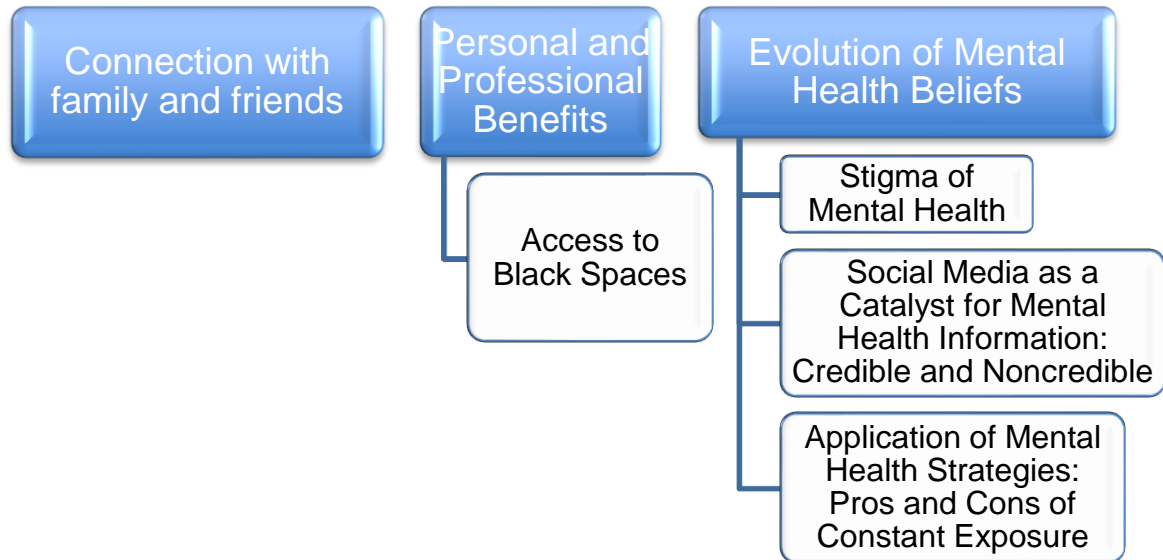 Connection with
family and friends
Personal and
Professional
Benefits
Access to
Black Spaces
Evolution of Mental
Health Beliefs
Stigma of
Mental Health
Social Media as a
Catalyst for Mental
Health Information:
Credible and Noncredible
Application of Mental
Health Strategies:
Pros and Cons of
Constant Exposure